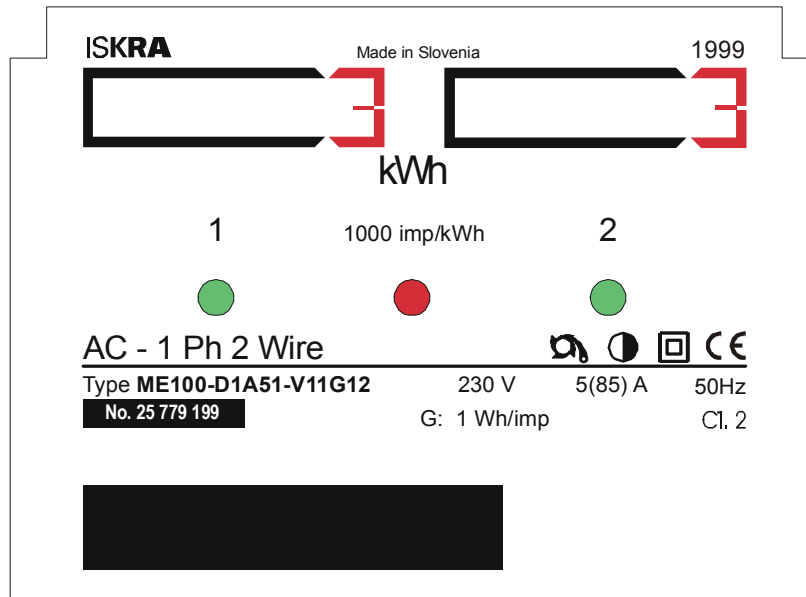 ISKRA Made in Slovenia 1999
kWh
1 1000 imp/kWh 2
AC - 1 Ph 2 Wire CE
Type ME100-D1A51-V11G12 230 V 5(85) A 50Hz
No. 25 779 199 G: 1 Wh/imp Cl. 2